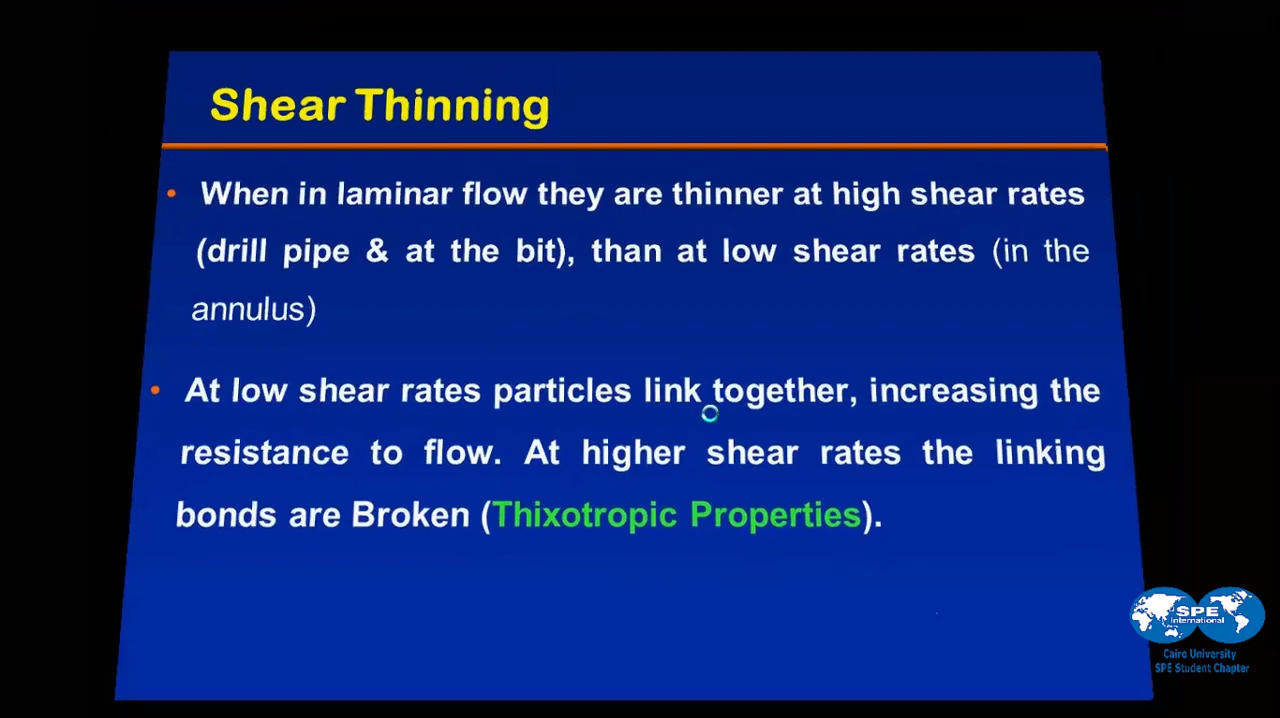 Shear Thinning
• When in laminar flow they are thinner at high shear rates
(drill pipe & at the bit), than at low shear rates (in the
annulus)
• At low shear rates particles link together, increasing the
resistance to flow. At higher shear rates the linking
bonds are Broken (Thixotropic Properties).
SPE
International
Cairo University
SPE Student Chapter